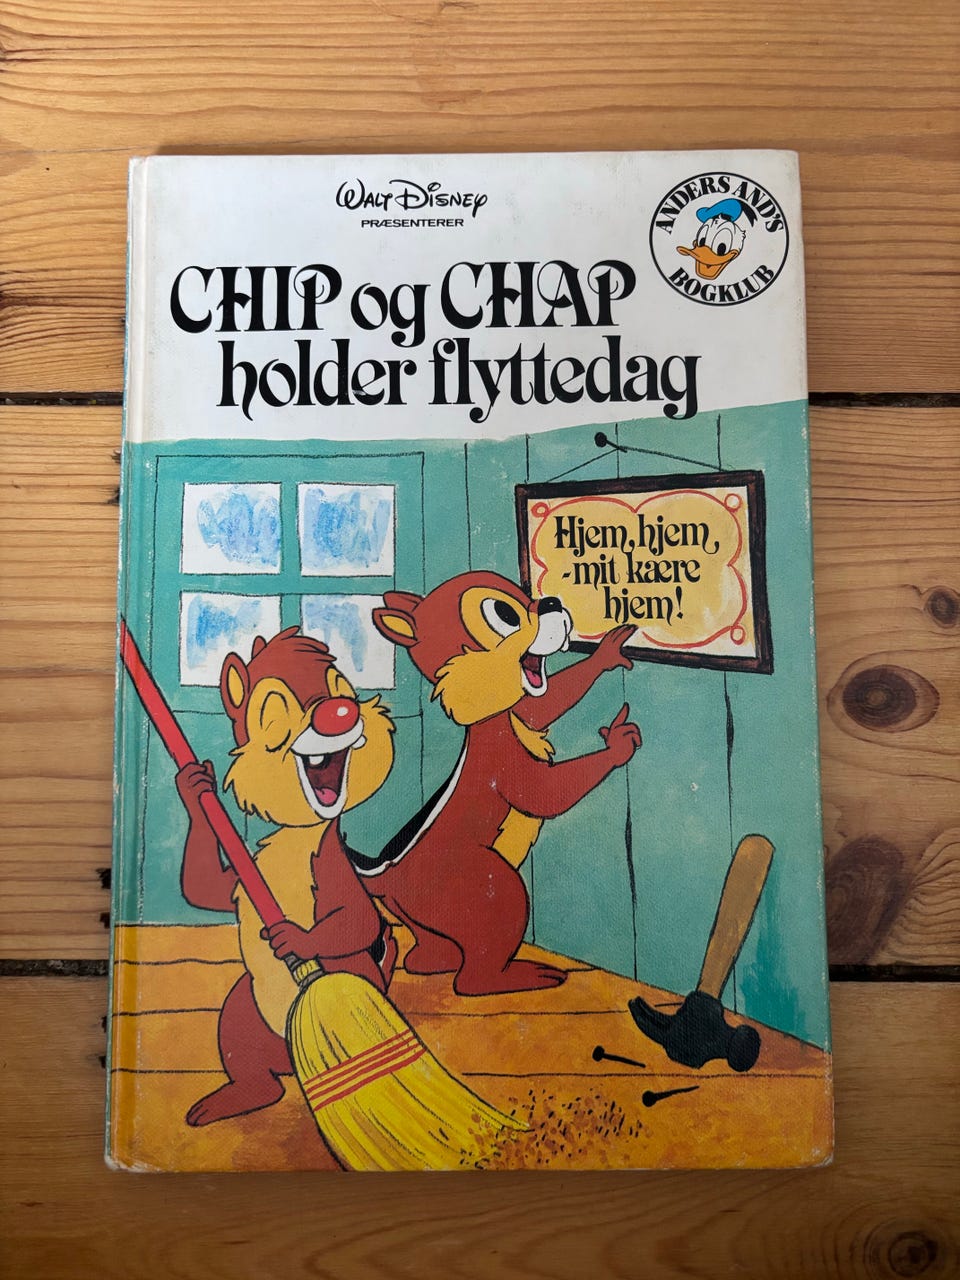 WALT DISNEY
PRÆSENTERER
ANDERS AND'S
BOGKLUB
CHIP og CHAP
holder flyttedag
Hjem, hjem,
-mit kære
hjem!